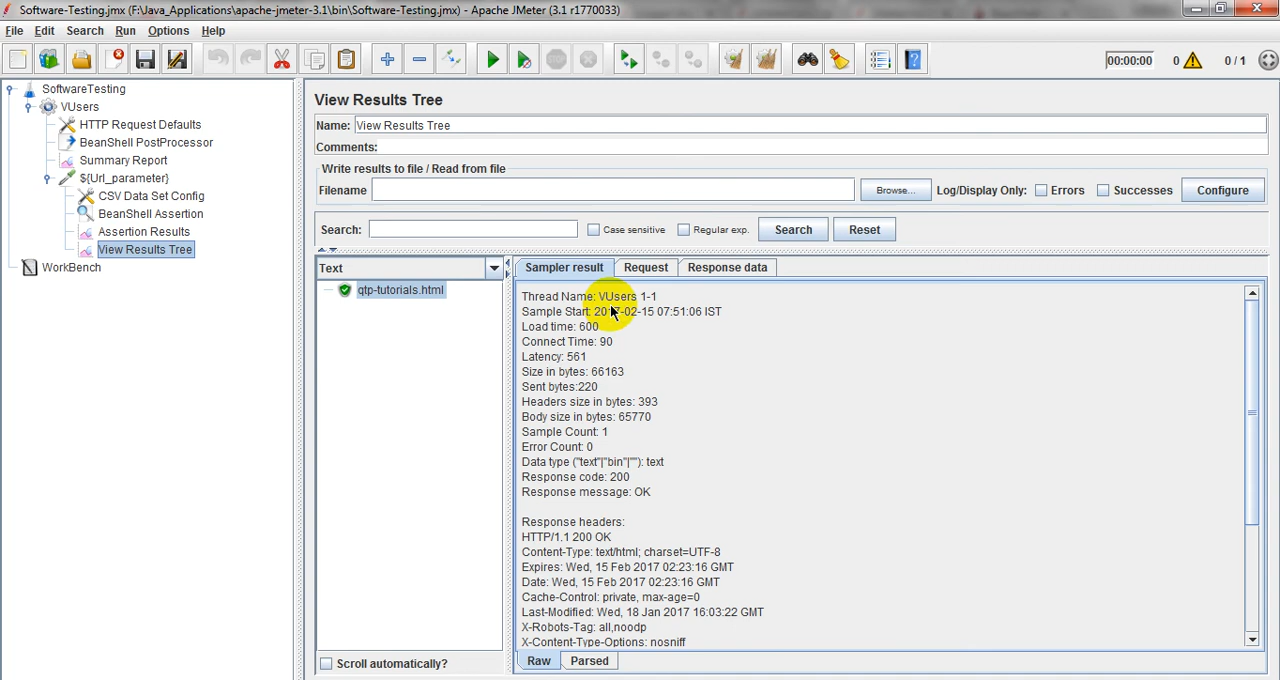 Software-Testing.jmx (F:\Java_Applications\apache-jmeter-3.1\bin\Software-Testing.jmx) - Apache JMeter (3.1 r1770033)
File Edit Search Run Options Help
00:00:00 0 0 / 1
SoftwareTesting
VUsers
HTTP Request Defaults
BeanShell PostProcessor
Summary Report
${Url_parameter}
CSV Data Set Config
BeanShell Assertion
Assertion Results
View Results Tree
WorkBench
View Results Tree
Name: View Results Tree
Comments:
Write results to file / Read from file
Filename Browse... Log/Display Only: Errors Successes Configure
Search: Case sensitive Regular exp. Search Reset
Text
qtp-tutorials.html
Scroll automatically?
Sampler result Request Response data
Thread Name: VUsers 1-1
Sample Start: 2017-02-15 07:51:06 IST
Load time: 600
Connect Time: 90
Latency: 561
Size in bytes: 66163
Sent bytes:220
Headers size in bytes: 393
Body size in bytes: 65770
Sample Count: 1
Error Count: 0
Data type ("text"|"bin"|""): text
Response code: 200
Response message: OK
Response headers:
HTTP/1.1 200 OK
Content-Type: text/html; charset=UTF-8
Expires: Wed, 15 Feb 2017 02:23:16 GMT
Date: Wed, 15 Feb 2017 02:23:16 GMT
Cache-Control: private, max-age=0
Last-Modified: Wed, 18 Jan 2017 16:03:22 GMT
X-Robots-Tag: all,noodp
X-Content-Type-Options: nosniff
Raw Parsed